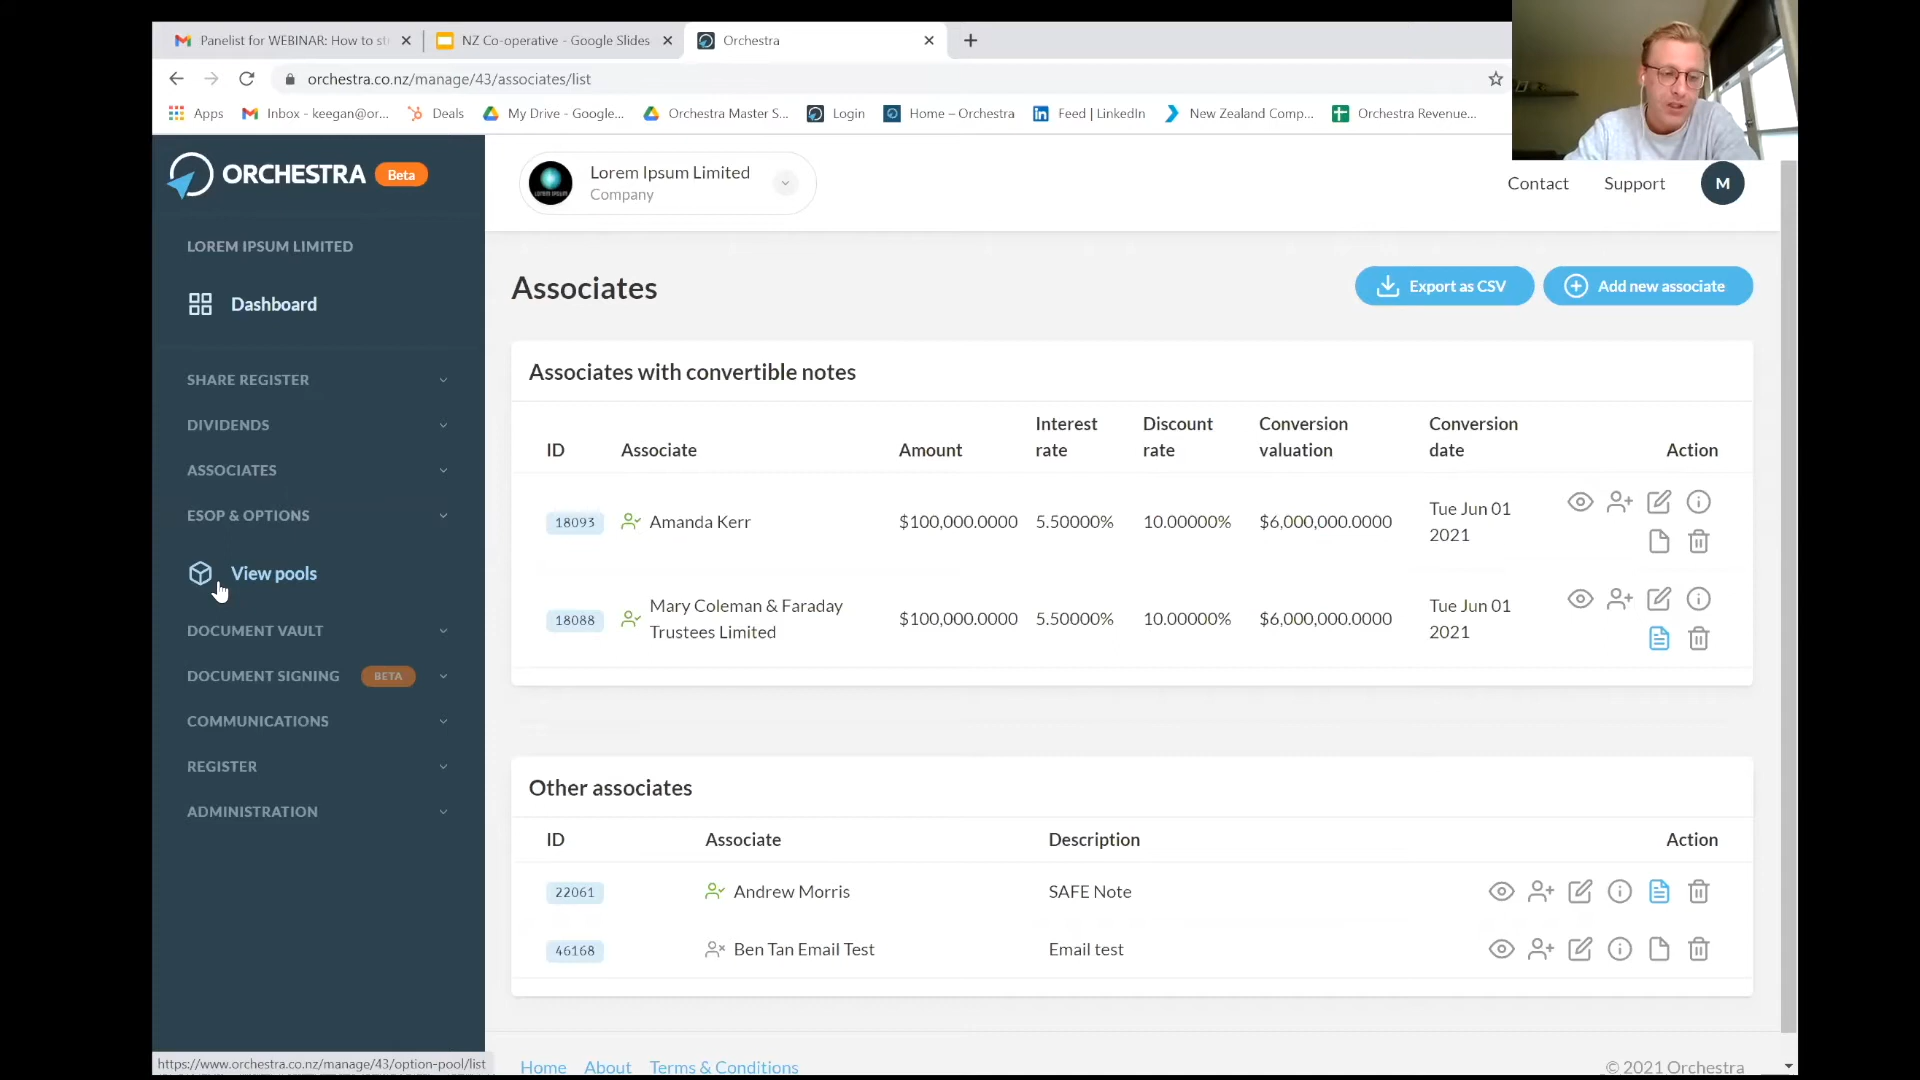 Panelist for WEBINAR: How to st
NZ Co-operative - Google Slides
Orchestra
orchestra.co.nz/manage/43/associates/list
Apps
Inbox - keegan@or...
Deals
My Drive - Google...
Orchestra Master S...
Login
Home – Orchestra
Feed | LinkedIn
New Zealand Comp...
Orchestra Revenue...
ORCHESTRA Beta
Lorem Ipsum Limited
Company
Contact
Support
M
LOREM IPSUM LIMITED
Dashboard
SHARE REGISTER
DIVIDENDS
ASSOCIATES
ESOP & OPTIONS
View pools
DOCUMENT VAULT
DOCUMENT SIGNING BETA
COMMUNICATIONS
REGISTER
ADMINISTRATION
Associates
Export as CSV
Add new associate
Associates with convertible notes
ID Associate Amount Interest rate Discount rate Conversion valuation Conversion date Action
18093 Amanda Kerr $100,000.0000 5.50000% 10.00000% $6,000,000.0000 Tue Jun 01 2021
18088 Mary Coleman & Faraday Trustees Limited $100,000.0000 5.50000% 10.00000% $6,000,000.0000 Tue Jun 01 2021
Other associates
ID Associate Description Action
22061 Andrew Morris SAFE Note
46168 Ben Tan Email Test Email test
Home About Terms & Conditions
© 2021 Orchestra
https://www.orchestra.co.nz/manage/43/option-pool/list